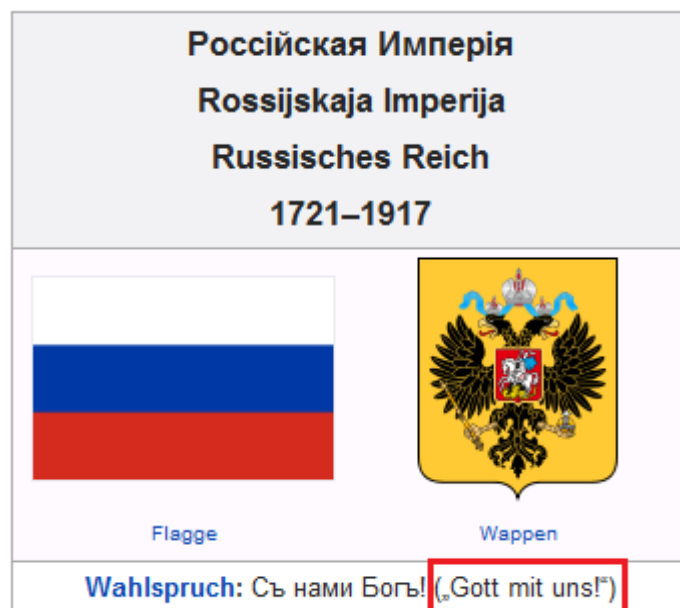 Россійская Имперія
Rossijskaja Imperija
Russisches Reich
1721–1917
Flagge
Wappen
Wahlspruch: Съ нами Богъ! („Gott mit uns!“)